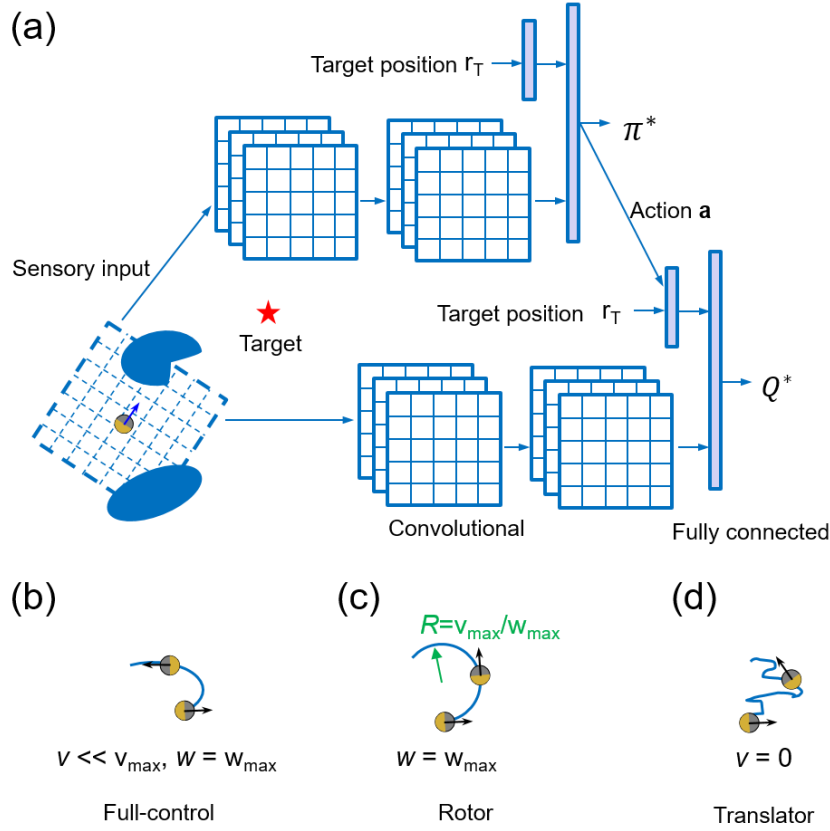 (a)
Target position r_T
π*
Action a
Sensory input
Target position r_T
Target
Q*
Convolutional
Fully connected
(b)
(c)
(d)
R=v_max/w_max
v << v_max, w = w_max
w = w_max
v = 0
Full-control
Rotor
Translator